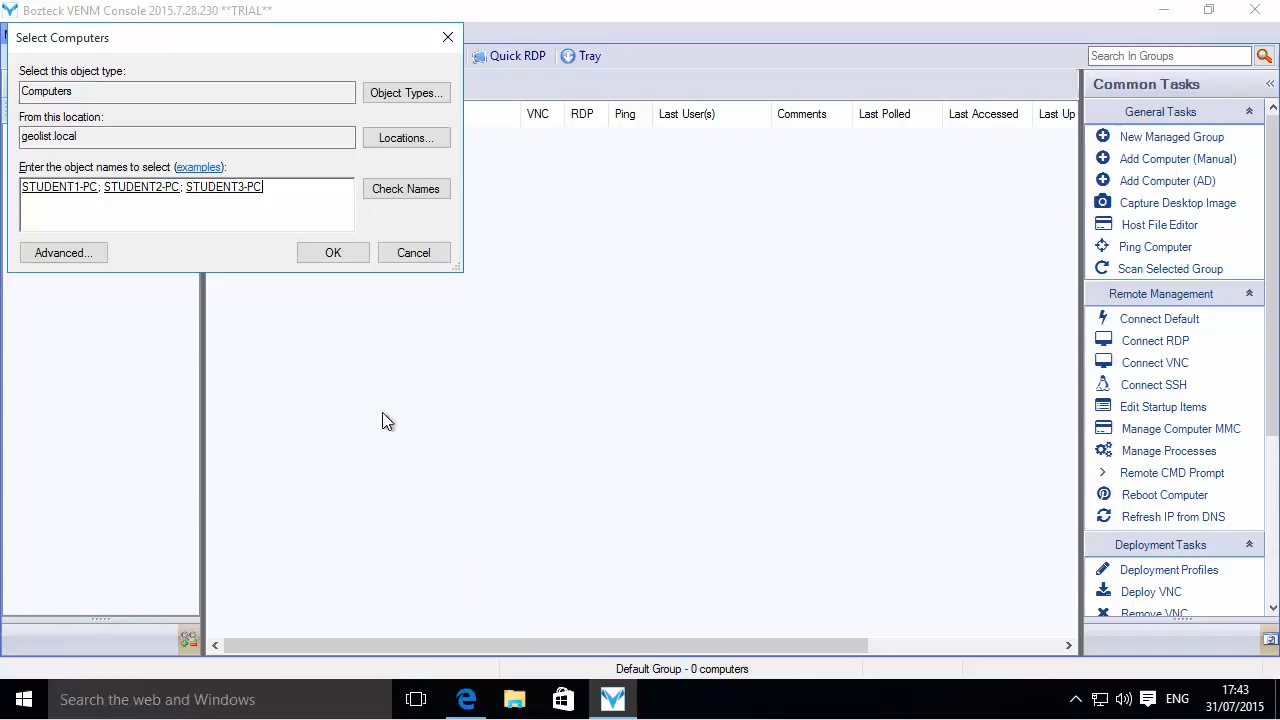 Bozteck VENM Console 2015.7.28.230 **TRIAL**
Select Computers
Select this object type:
Computers
Object Types...
From this location:
geolist.local
Locations...
Enter the object names to select (examples):
STUDENT1-PC; STUDENT2-PC; STUDENT3-PC
Check Names
Advanced...
OK
Cancel
Quick RDP
Tray
Search In Groups
VNC
RDP
Ping
Last User(s)
Comments
Last Polled
Last Accessed
Last Up
Common Tasks
General Tasks
New Managed Group
Add Computer (Manual)
Add Computer (AD)
Capture Desktop Image
Host File Editor
Ping Computer
Scan Selected Group
Remote Management
Connect Default
Connect RDP
Connect VNC
Connect SSH
Edit Startup Items
Manage Computer MMC
Manage Processes
Remote CMD Prompt
Reboot Computer
Refresh IP from DNS
Deployment Tasks
Deployment Profiles
Deploy VNC
Remove VNC
Default Group - 0 computers
Search the web and Windows
ENG
17:43
31/07/2015